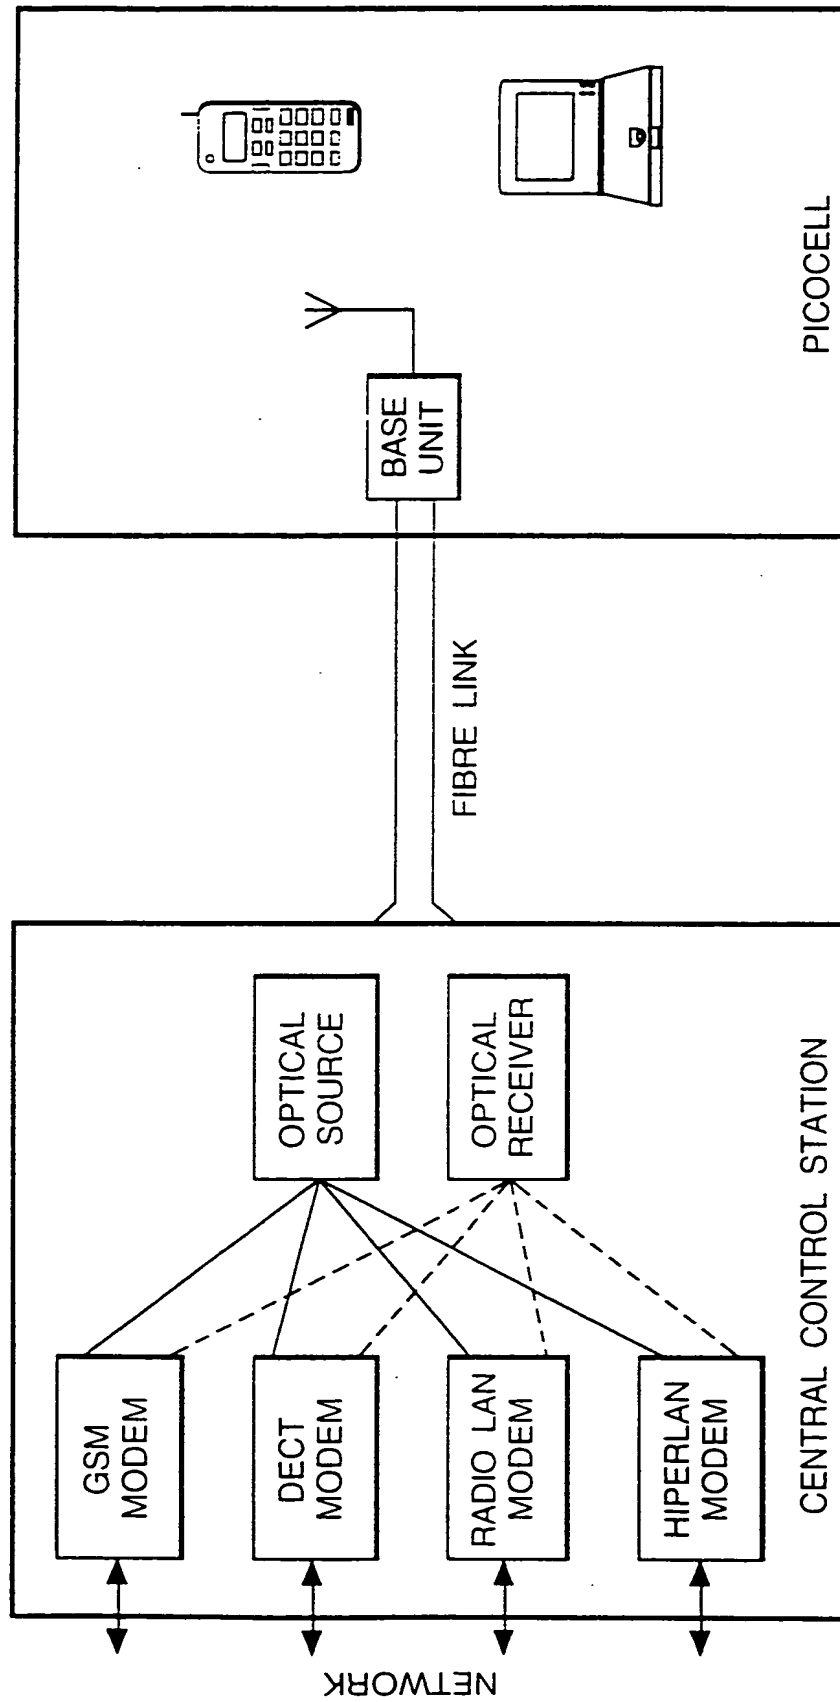 NETWORK
GSM
MODEM
DECT
MODEM
RADIO LAN
MODEM
HIPERLAN
MODEM
OPTICAL
SOURCE
OPTICAL
RECEIVER
CENTRAL CONTROL STATION
FIBRE LINK
BASE
UNIT
PICOCELL